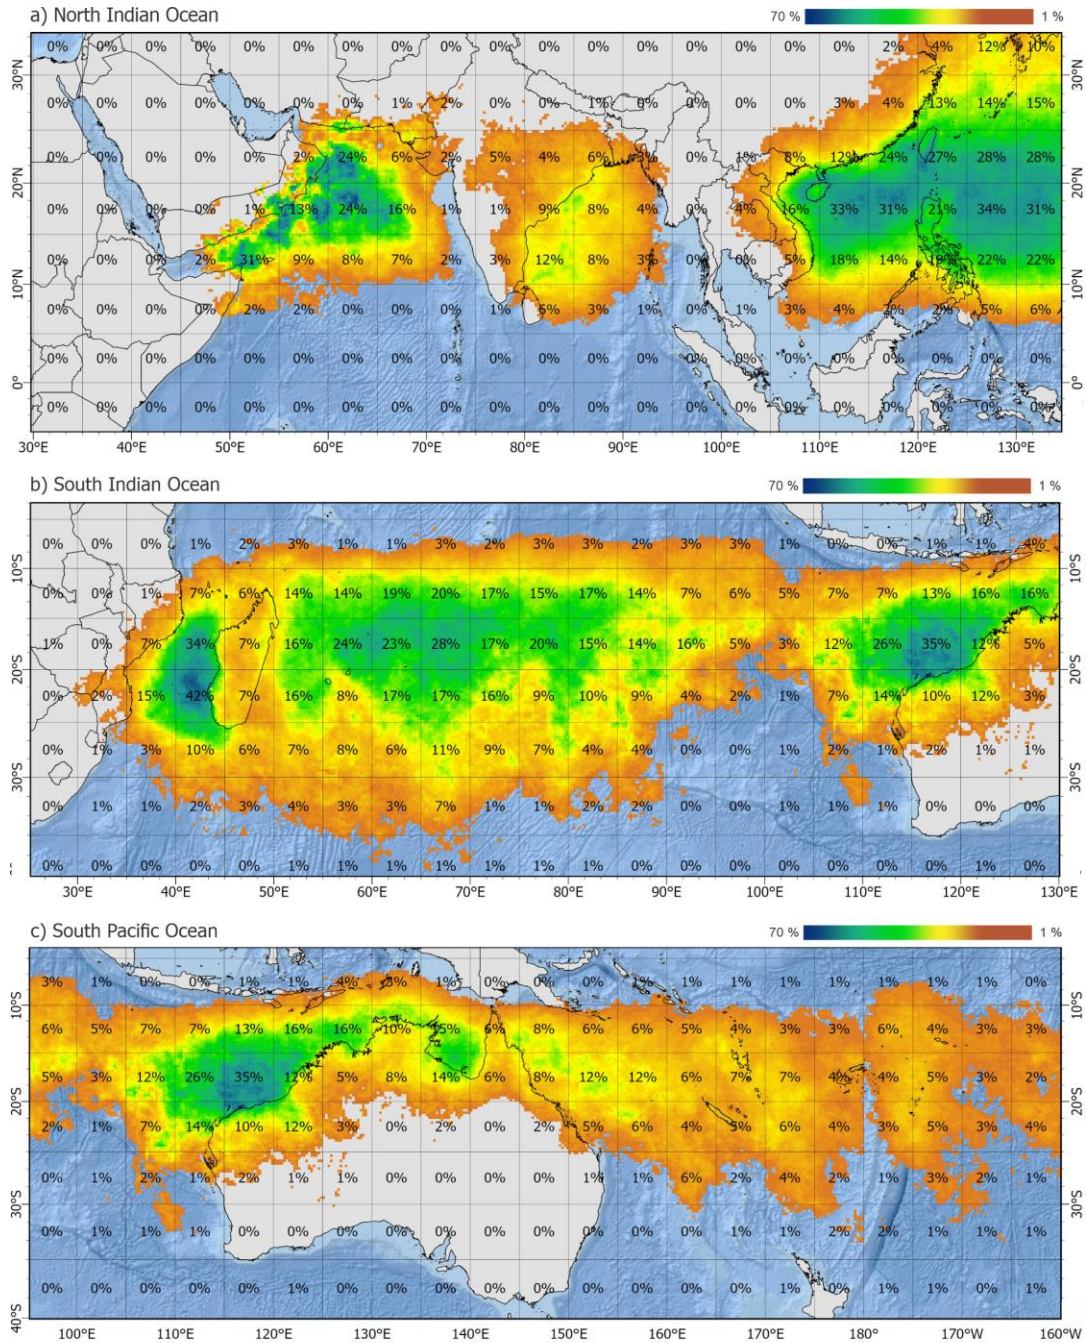 a) North Indian Ocean
70 % 1 %
0% 0% 0% 0% 0% 0% 0% 0% 0% 0% 0% 0% 0% 0% 0% 0% 0% 2% 4% 12% 10%
30°N 30°N
0% 0% 0% 0% 0% 0% 0% 1% 2% 0% 0% 1% 0% 0% 0% 0% 3% 4% 13% 14% 15%
0% 0% 0% 0% 0% 2% 24% 6% 2% 5% 4% 6% 3% 0% 1% 8% 12% 24% 27% 28% 28%
20°N 20°N
0% 0% 0% 0% 1% 13% 24% 16% 1% 1% 9% 8% 4% 0% 4% 16% 33% 31% 21% 34% 31%
0% 0% 0% 2% 31% 9% 8% 7% 2% 3% 12% 8% 3% 0% 0% 5% 18% 14% 19% 22% 22%
10°N 10°N
0% 0% 0% 0% 2% 2% 0% 0% 0% 1% 6% 3% 1% 0% 1% 3% 4% 3% 2% 5% 6%
0% 0% 0% 0% 0% 0% 0% 0% 0% 0% 0% 0% 0% 0% 0% 0% 0% 0% 0% 0% 0%
0° 0°
0% 0% 0% 0% 0% 0% 0% 0% 0% 0% 0% 0% 0% 0% 0% 0% 0% 0% 0% 0% 0%
30°E 40°E 50°E 60°E 70°E 80°E 90°E 100°E 110°E 120°E 130°E
b) South Indian Ocean
70 % 1 %
0% 0% 0% 1% 2% 3% 1% 1% 3% 2% 3% 3% 2% 3% 3% 1% 0% 0% 1% 1% 4%
10°S 10°S
0% 0% 1% 7% 6% 14% 14% 19% 20% 17% 15% 17% 14% 7% 6% 5% 7% 7% 13% 16% 16%
1% 0% 7% 34% 7% 16% 24% 23% 28% 17% 20% 15% 14% 16% 5% 3% 12% 26% 35% 12% 5%
20°S 20°S
0% 2% 15% 42% 7% 16% 8% 17% 17% 16% 9% 10% 9% 4% 2% 1% 7% 14% 10% 12% 3%
0% 1% 3% 10% 6% 7% 8% 6% 11% 9% 7% 4% 4% 0% 0% 1% 2% 1% 2% 1% 1%
30°S 30°S
0% 1% 1% 2% 3% 4% 3% 3% 7% 1% 1% 2% 2% 0% 0% 1% 1% 1% 0% 0% 0%
0% 0% 0% 0% 0% 1% 1% 1% 1% 1% 1% 1% 0% 0% 0% 0% 0% 0% 0% 1% 0%
30°E 40°E 50°E 60°E 70°E 80°E 90°E 100°E 110°E 120°E 130°E
c) South Pacific Ocean
70 % 1 %
3% 1% 0% 0% 1% 1% 4% 3% 1% 0% 0% 0% 1% 1% 1% 1% 1% 1% 1% 1% 0%
10°S 10°S
6% 5% 7% 7% 13% 16% 16% 10% 15% 6% 8% 6% 6% 5% 4% 3% 3% 6% 4% 3% 3%
5% 3% 12% 26% 35% 12% 5% 8% 14% 6% 8% 12% 12% 6% 7% 7% 4% 4% 5% 3% 2%
20°S 20°S
2% 1% 7% 14% 10% 12% 3% 0% 2% 0% 2% 5% 6% 4% 5% 6% 4% 4% 3% 3% 4%
0% 1% 2% 1% 2% 1% 1% 0% 0% 0% 0% 1% 1% 6% 2% 4% 3% 1% 3% 2% 1%
30°S 30°S
0% 1% 1% 1% 0% 0% 0% 0% 0% 0% 0% 0% 0% 0% 1% 1% 2% 2% 1% 1% 1%
0% 0% 0% 0% 0% 1% 0% 0% 0% 0% 0% 0% 0% 0% 0% 1% 0% 0% 0% 1% 1%
40°S 40°S
100°E 110°E 120°E 130°E 140°E 150°E 160°E 170°E 180° 170°W 160°W